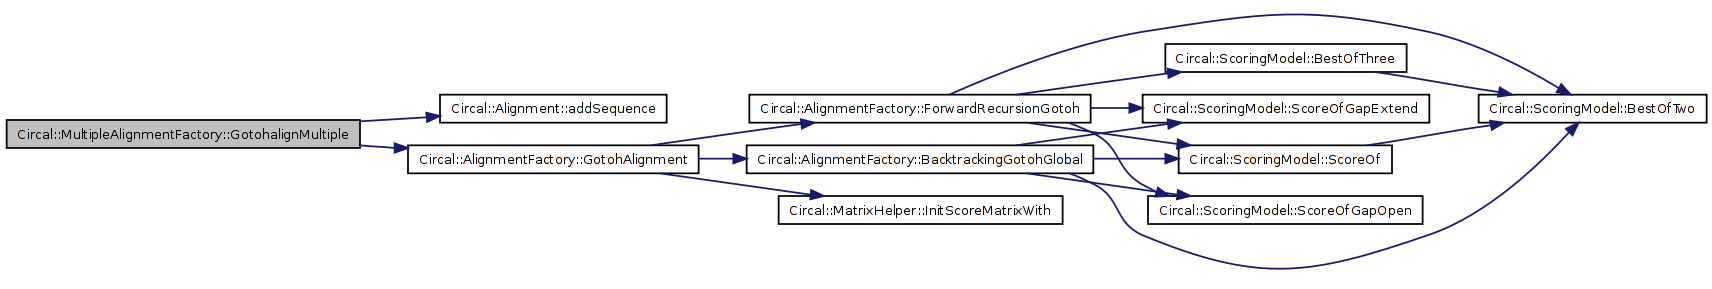 Circal::MultipleAlignmentFactory::GotohalignMultiple
Circal::Alignment::addSequence
Circal::AlignmentFactory::GotohAlignment
Circal::AlignmentFactory::ForwardRecursionGotoh
Circal::AlignmentFactory::BacktrackingGotohGlobal
Circal::MatrixHelper::InitScoreMatrixWith
Circal::ScoringModel::BestOfThree
Circal::ScoringModel::ScoreOfGapExtend
Circal::ScoringModel::ScoreOf
Circal::ScoringModel::ScoreOfGapOpen
Circal::ScoringModel::BestOfTwo